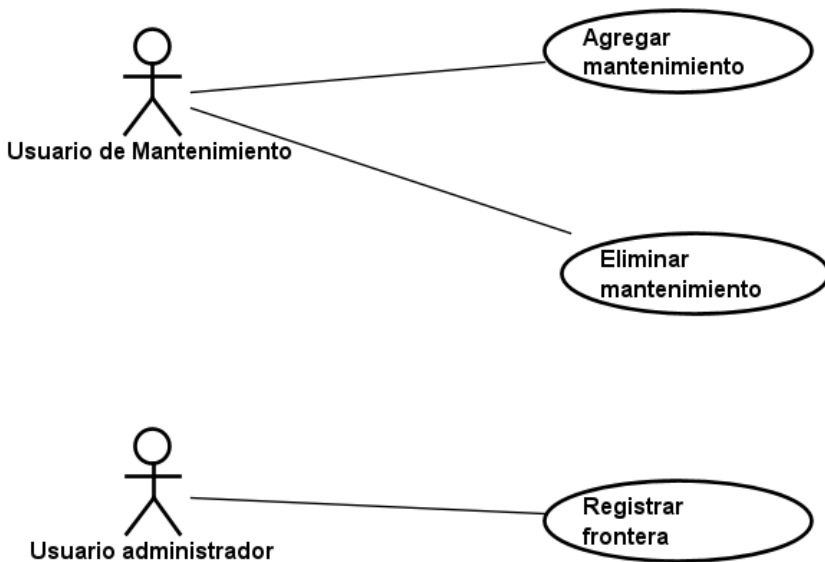 Agregar
mantenimiento
Usuario de Mantenimiento
Eliminar
mantenimiento
Registrar
frontera
Usuario administrador